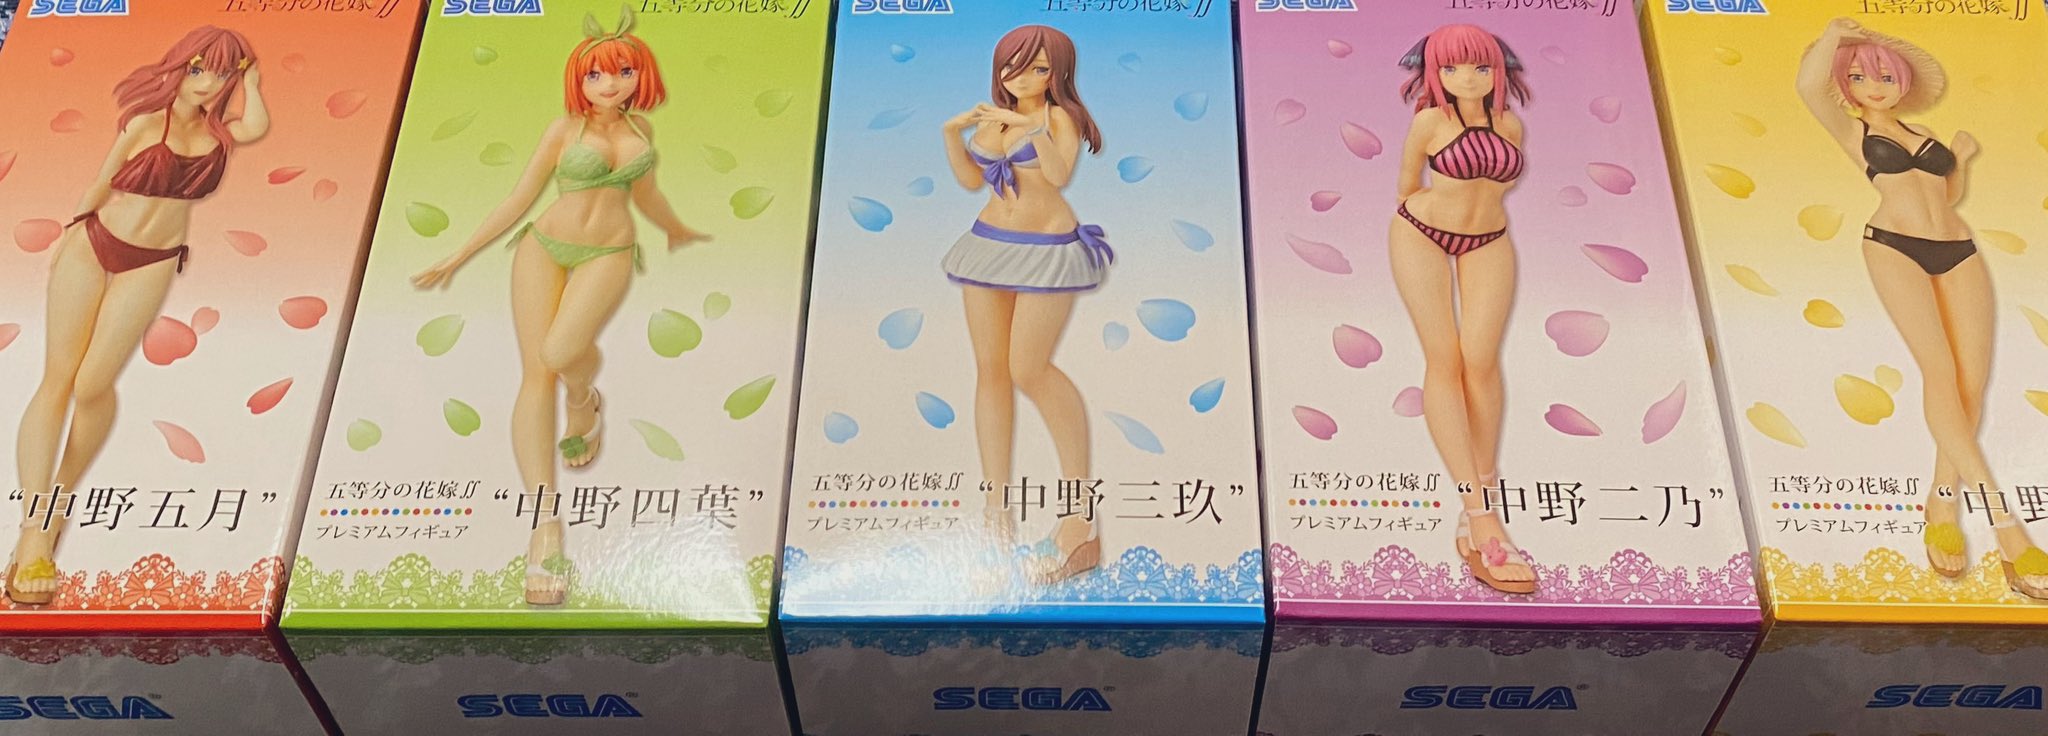 SEGA
五等分の花嫁∬
SEGA
五等分の花嫁∬
SEGA
五等分の花嫁∬
SEGA
五等分の花嫁∬
SEGA
五等分の花嫁∬
“中野五月”
五等分の花嫁∬
プレミアムフィギュア
“中野四葉”
五等分の花嫁∬
プレミアムフィギュア
“中野三玖”
五等分の花嫁∬
プレミアムフィギュア
“中野二乃”
五等分の花嫁∬
プレミアムフィギュア
“中野
SEGA
SEGA
SEGA
SEGA
SEGA